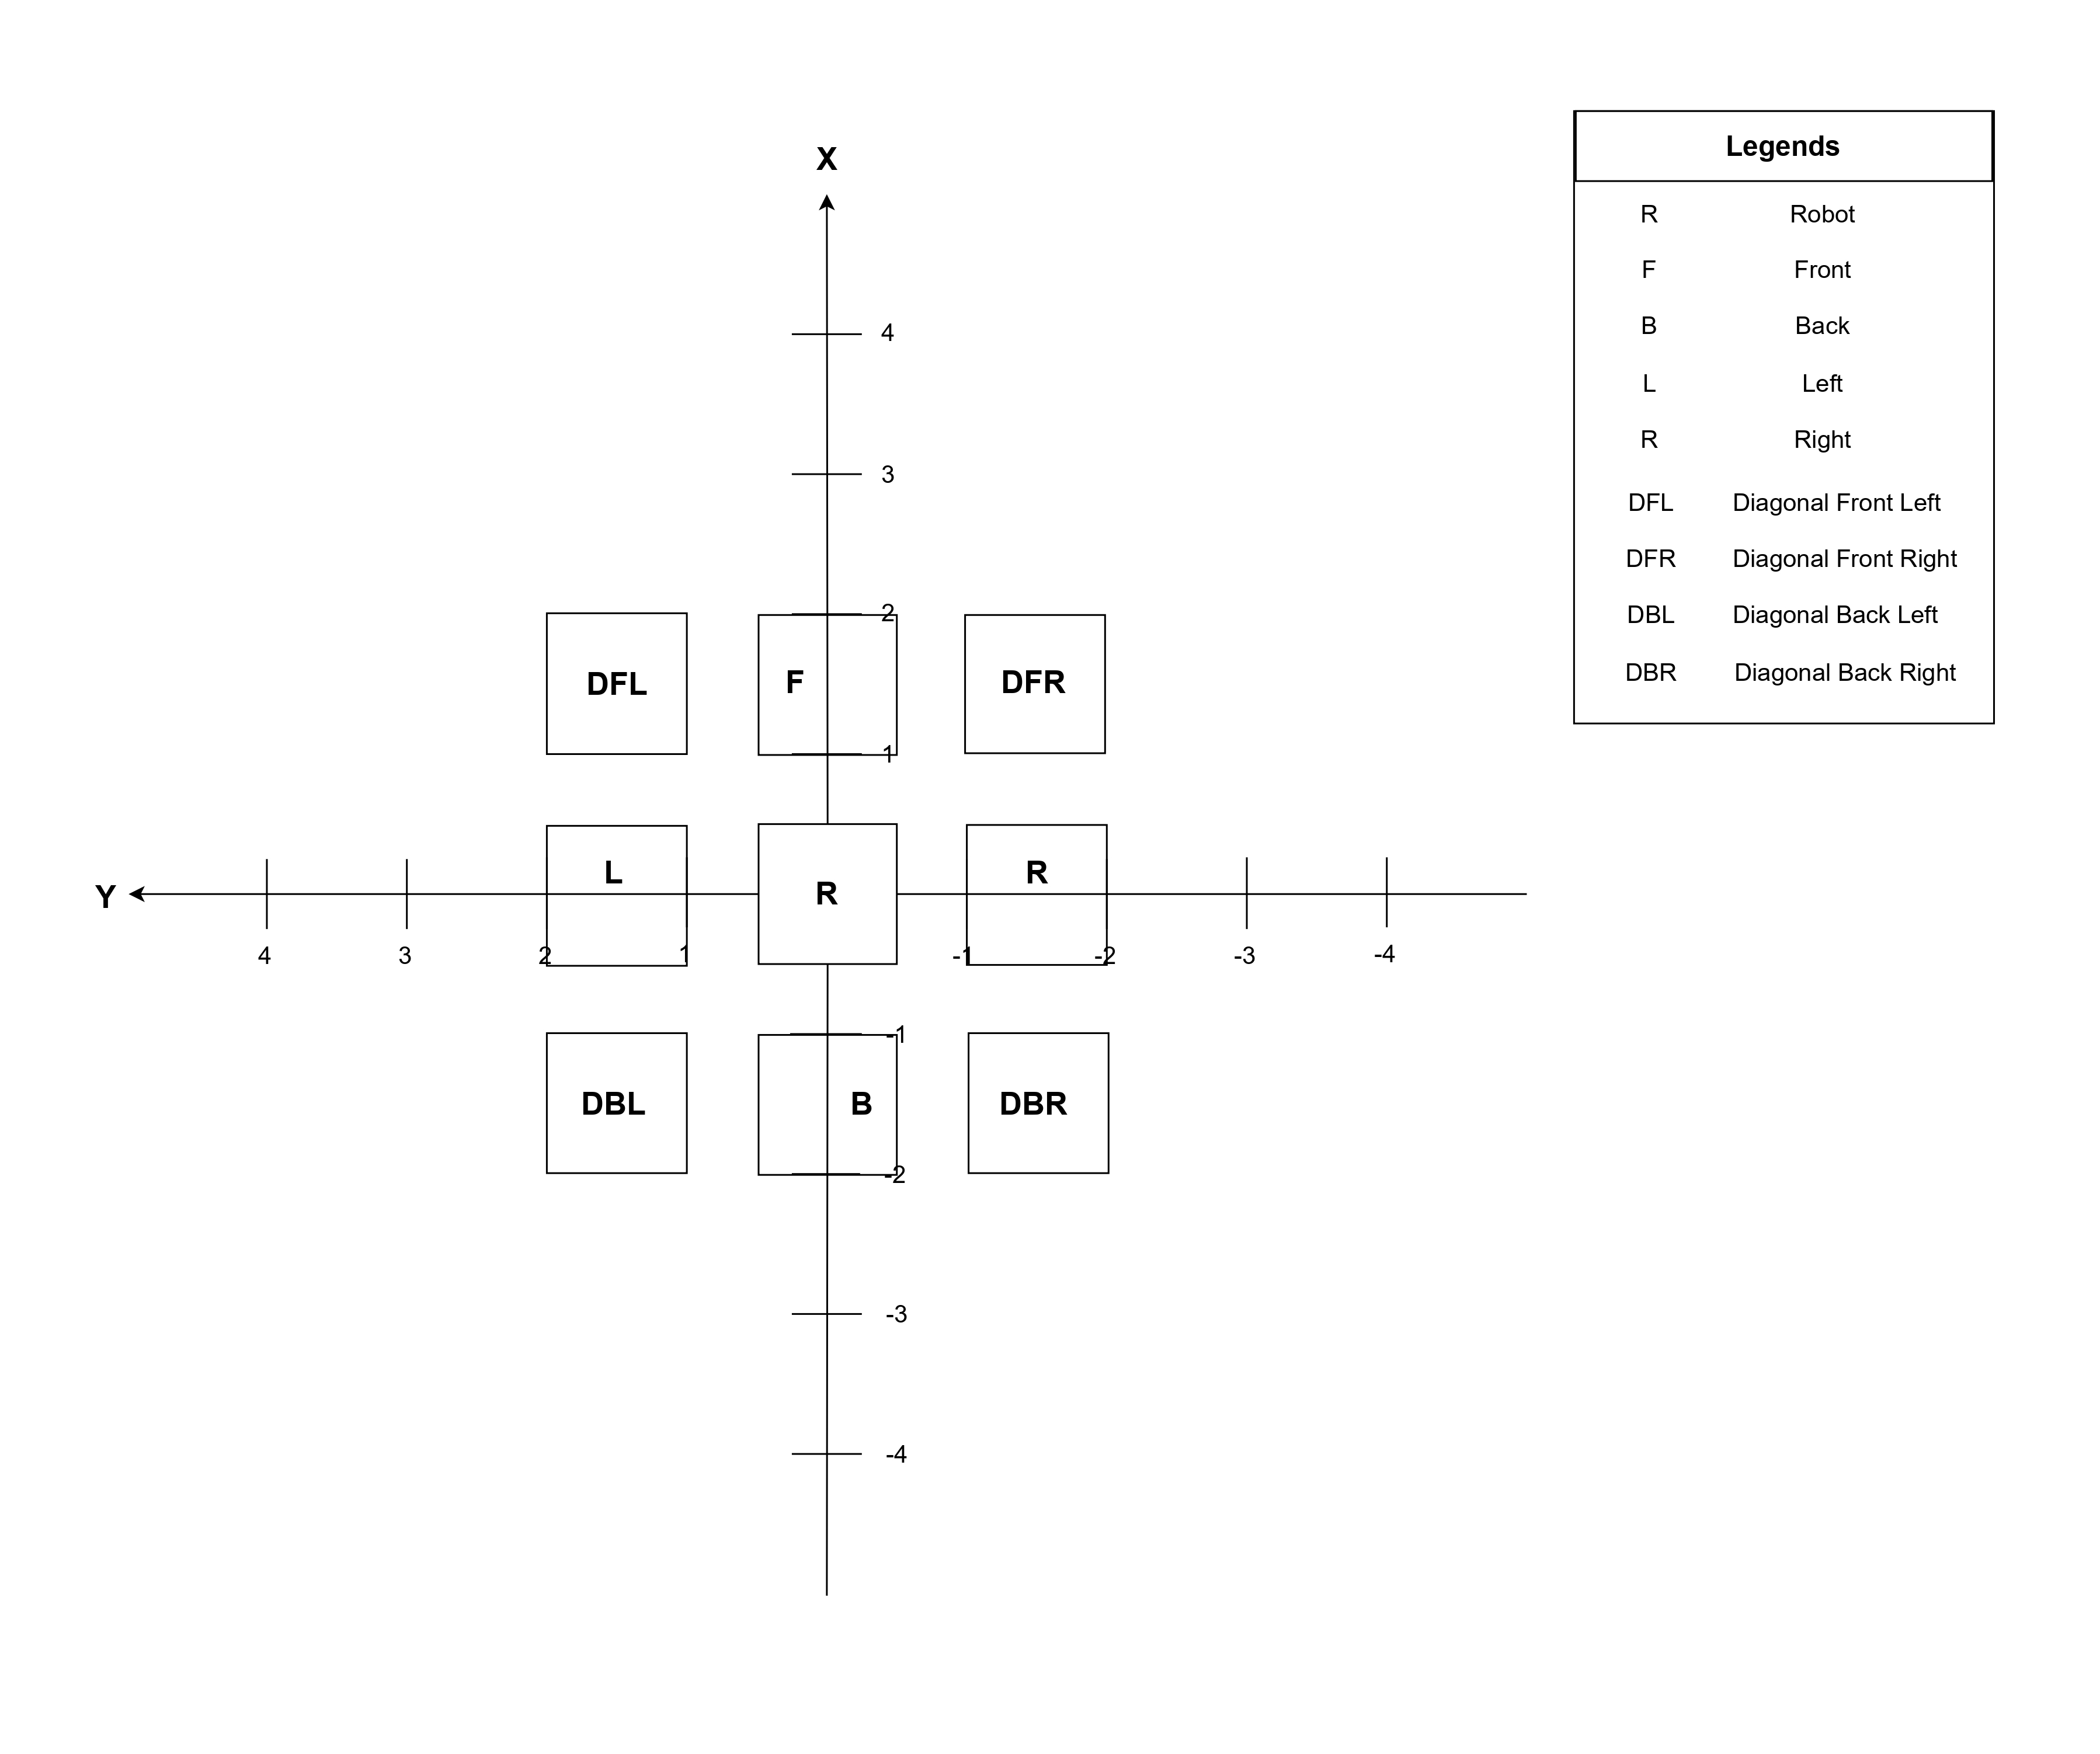 X
Legends
R Robot
F Front
B Back
L Left
R Right
DFL Diagonal Front Left
DFR Diagonal Front Right
DBL Diagonal Back Left
DBR Diagonal Back Right
4
3
2
DFL F DFR
1
L R R
Y
4 3 2 1 -1 -2 -3 -4
-1
DBL B DBR
-2
-3
-4